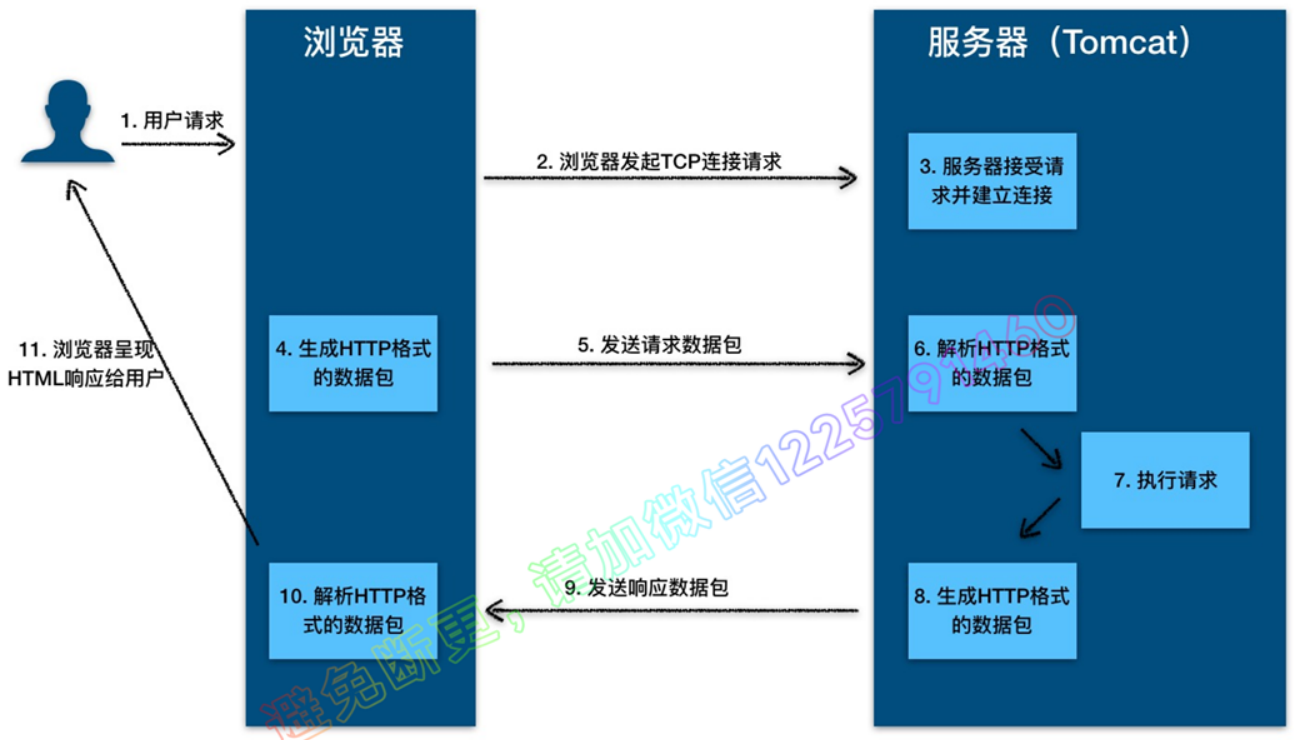 浏览器
服务器（Tomcat）
1. 用户请求
2. 浏览器发起TCP连接请求
3. 服务器接受请
求并建立连接
4. 生成HTTP格式
的数据包
5. 发送请求数据包
6. 解析HTTP格式
的数据包
7. 执行请求
8. 生成HTTP格式
的数据包
9. 发送响应数据包
10. 解析HTTP格
式的数据包
11. 浏览器呈现
HTML响应给用户
避免断更，请加微信1225791460